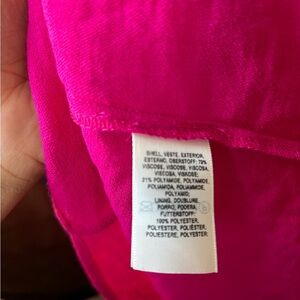 SHELL, VESTE, EXTERIOR,
ESTERNO, OBERSTOFF: 79%
VISCOSE, VISCOSE,
VISCOSA, VISCOSA,
VISKOSE,
21% POLYAMIDE, POLYAMIDE,
POLIAMIDA, POLIAMMIDE,
POLYAMID;
LINING, DOUBLURE,
FORRO, FODERA,
FUTTERSTOFF:
100% POLYESTER,
POLYESTER, POLIÉSTER,
POLIESTERE, POLYESTER;